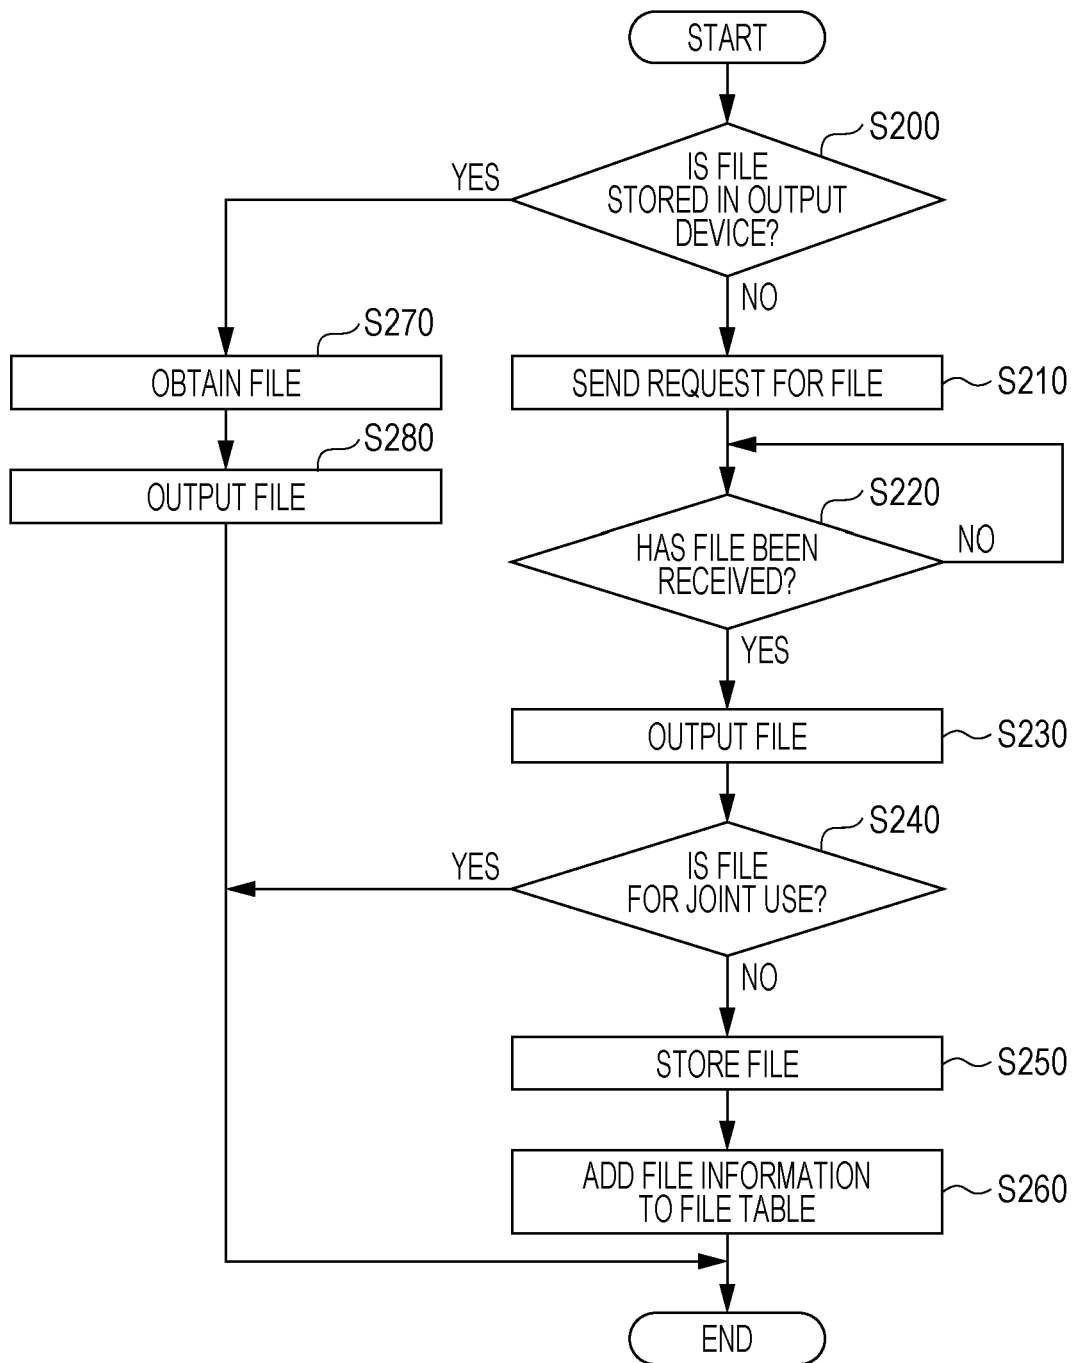 START
S200
IS FILE
STORED IN OUTPUT
DEVICE?
YES
NO
S270
OBTAIN FILE
SEND REQUEST FOR FILE
S210
S280
OUTPUT FILE
S220
HAS FILE BEEN
RECEIVED?
NO
YES
OUTPUT FILE
S230
S240
IS FILE
FOR JOINT USE?
YES
NO
STORE FILE
S250
ADD FILE INFORMATION
TO FILE TABLE
S260
END